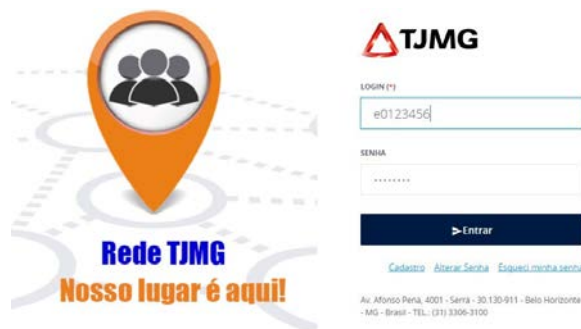 Rede TJMG
Nosso lugar é aqui!
TJMG
LOGIN (*)
e0123456
SENHA
········
Entrar
Cadastro Alterar Senha Esqueci minha senha
Av. Afonso Pena, 4001 - Serra - 30.130-911 - Belo Horizonte
- MG - Brasil - TEL.: (31) 3306-3100